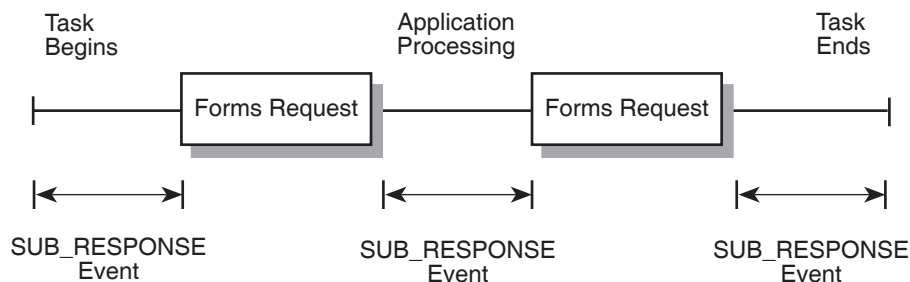 Task
Begins
Application
Processing
Task
Ends
Forms Request
Forms Request
SUB_RESPONSE
Event
SUB_RESPONSE
Event
SUB_RESPONSE
Event